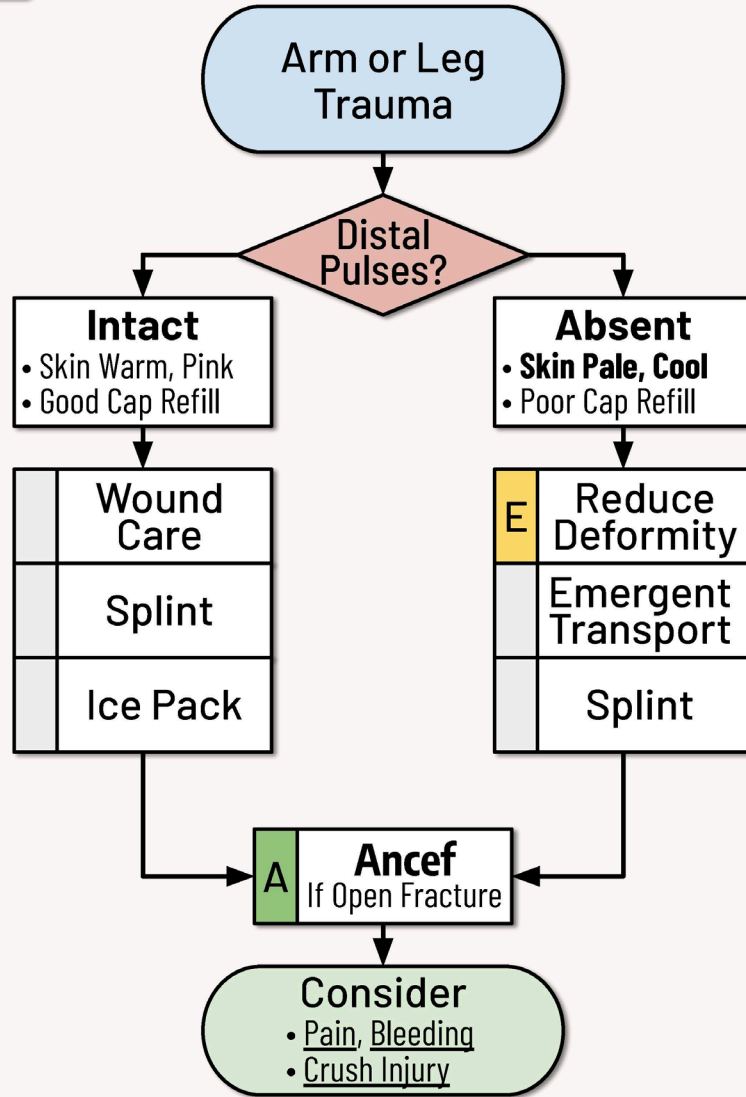 Arm or Leg
Trauma
Distal
Pulses?
Intact
• Skin Warm, Pink
• Good Cap Refill
Absent
• Skin Pale, Cool
• Poor Cap Refill
Wound
Care
Splint
Ice Pack
E
Reduce
Deformity
Emergent
Transport
Splint
A
Ancef
If Open Fracture
Consider
• Pain, Bleeding
• Crush Injury